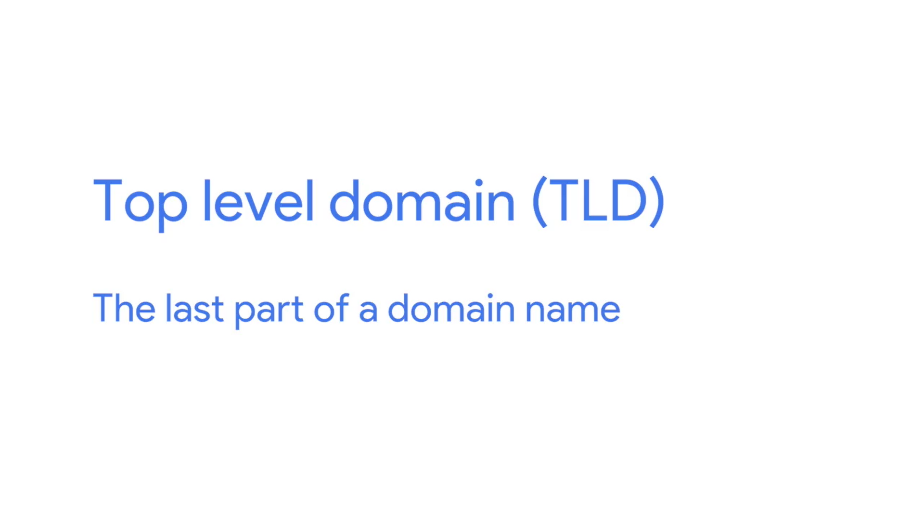 Top level domain (TLD)
The last part of a domain name